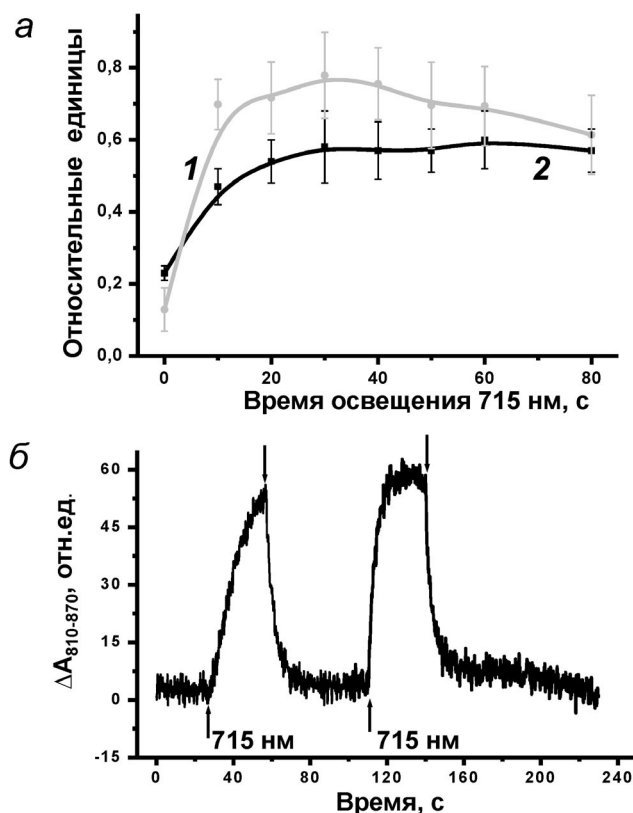 а
Относительные единицы
0,8
0,6
0,4
0,2
0,0
1
2
0 20 40 60 80
Время освещения 715 нм, с
б
ΔA810-870, отн.ед.
60
45
30
15
0
-15
715 нм 715 нм
0 40 80 120 160 200 240
Время, с